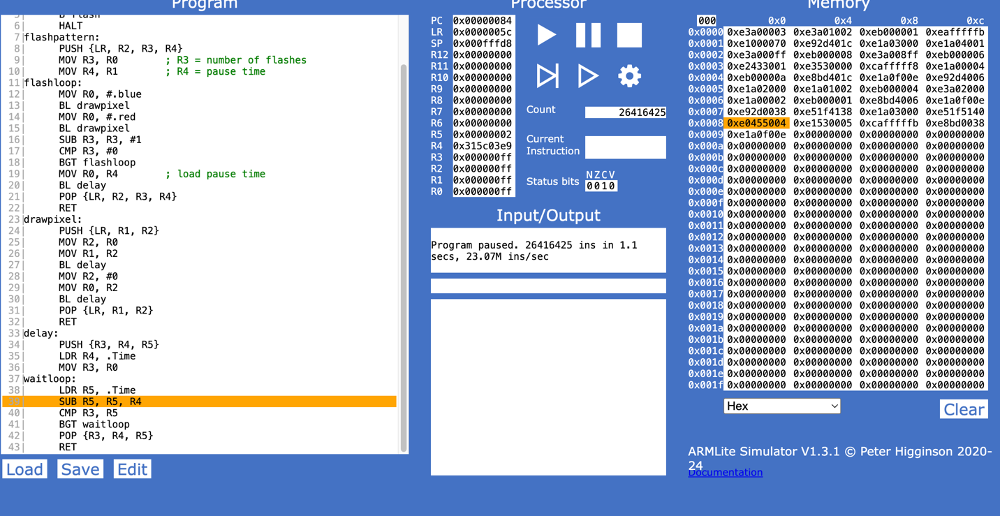 Program
5|      B flash
6|      HALT
7|flashpattern:
8|      PUSH {LR, R2, R3, R4}
9|      MOV R3, R0        ; R3 = number of flashes
10|      MOV R4, R1        ; R4 = pause time
11|flashloop:
12|      MOV R0, #.blue
13|      BL drawpixel
14|      MOV R0, #.red
15|      BL drawpixel
16|      SUB R3, R3, #1
17|      CMP R3, #0
18|      BGT flashloop
19|      MOV R0, R4        ; load pause time
20|      BL delay
21|      POP {LR, R2, R3, R4}
22|      RET
23|drawpixel:
24|      PUSH {LR, R1, R2}
25|      MOV R2, R0
26|      MOV R1, R2
27|      BL delay
28|      MOV R2, #0
29|      MOV R0, R2
30|      BL delay
31|      POP {LR, R1, R2}
32|      RET
33|delay:
34|      PUSH {R3, R4, R5}
35|      LDR R4, .Time
36|      MOV R3, R0
37|waitloop:
38|      LDR R5, .Time
39|      SUB R5, R5, R4
40|      CMP R3, R5
41|      BGT waitloop
42|      POP {R3, R4, R5}
43|      RET
Load Save Edit
Processor
PC 0x00000084
LR 0x0000005c
SP 0x000fffd8
R12 0x00000000
R11 0x00000000
R10 0x00000000
R9 0x00000000
R8 0x00000000
R7 0x00000000
R6 0x00000000
R5 0x00000002
R4 0x315c03e9
R3 0x000000ff
R2 0x000000ff
R1 0x000000ff
R0 0x000000ff
Count 26416425
Current
Instruction
NZCV
Status bits 0010
Input/Output
Program paused. 26416425 ins in 1.1
secs, 23.07M ins/sec
Memory
000 0x0 0x4 0x8 0xc
0x0000 0xe3a00003 0xe3a01002 0xeb000001 0xeafffffb
0x0001 0xe1000070 0xe92d401c 0xe1a03000 0xe1a04001
0x0002 0xe3a000ff 0xeb000008 0xe3a008ff 0xeb000006
0x0003 0xe2433001 0xe3530000 0xcafffff8 0xe1a00004
0x0004 0xeb00000a 0xe8bd401c 0xe1a0f00e 0xe92d4006
0x0005 0xe1a02000 0xe1a01002 0xeb000004 0xe3a02000
0x0006 0xe1a00002 0xeb000001 0xe8bd4006 0xe1a0f00e
0x0007 0xe92d0038 0xe51f4138 0xe1a03000 0xe51f5140
0x0008 0xe0455004 0xe1530005 0xcafffffb 0xe8bd0038
0x0009 0xe1a0f00e 0x00000000 0x00000000 0x00000000
0x000a 0x00000000 0x00000000 0x00000000 0x00000000
0x000b 0x00000000 0x00000000 0x00000000 0x00000000
0x000c 0x00000000 0x00000000 0x00000000 0x00000000
0x000d 0x00000000 0x00000000 0x00000000 0x00000000
0x000e 0x00000000 0x00000000 0x00000000 0x00000000
0x000f 0x00000000 0x00000000 0x00000000 0x00000000
0x0010 0x00000000 0x00000000 0x00000000 0x00000000
0x0011 0x00000000 0x00000000 0x00000000 0x00000000
0x0012 0x00000000 0x00000000 0x00000000 0x00000000
0x0013 0x00000000 0x00000000 0x00000000 0x00000000
0x0014 0x00000000 0x00000000 0x00000000 0x00000000
0x0015 0x00000000 0x00000000 0x00000000 0x00000000
0x0016 0x00000000 0x00000000 0x00000000 0x00000000
0x0017 0x00000000 0x00000000 0x00000000 0x00000000
0x0018 0x00000000 0x00000000 0x00000000 0x00000000
0x0019 0x00000000 0x00000000 0x00000000 0x00000000
0x001a 0x00000000 0x00000000 0x00000000 0x00000000
0x001b 0x00000000 0x00000000 0x00000000 0x00000000
0x001c 0x00000000 0x00000000 0x00000000 0x00000000
0x001d 0x00000000 0x00000000 0x00000000 0x00000000
0x001e 0x00000000 0x00000000 0x00000000 0x00000000
0x001f 0x00000000 0x00000000 0x00000000 0x00000000
Hex Clear
ARMLite Simulator V1.3.1 © Peter Higginson 2020-
24
Documentation